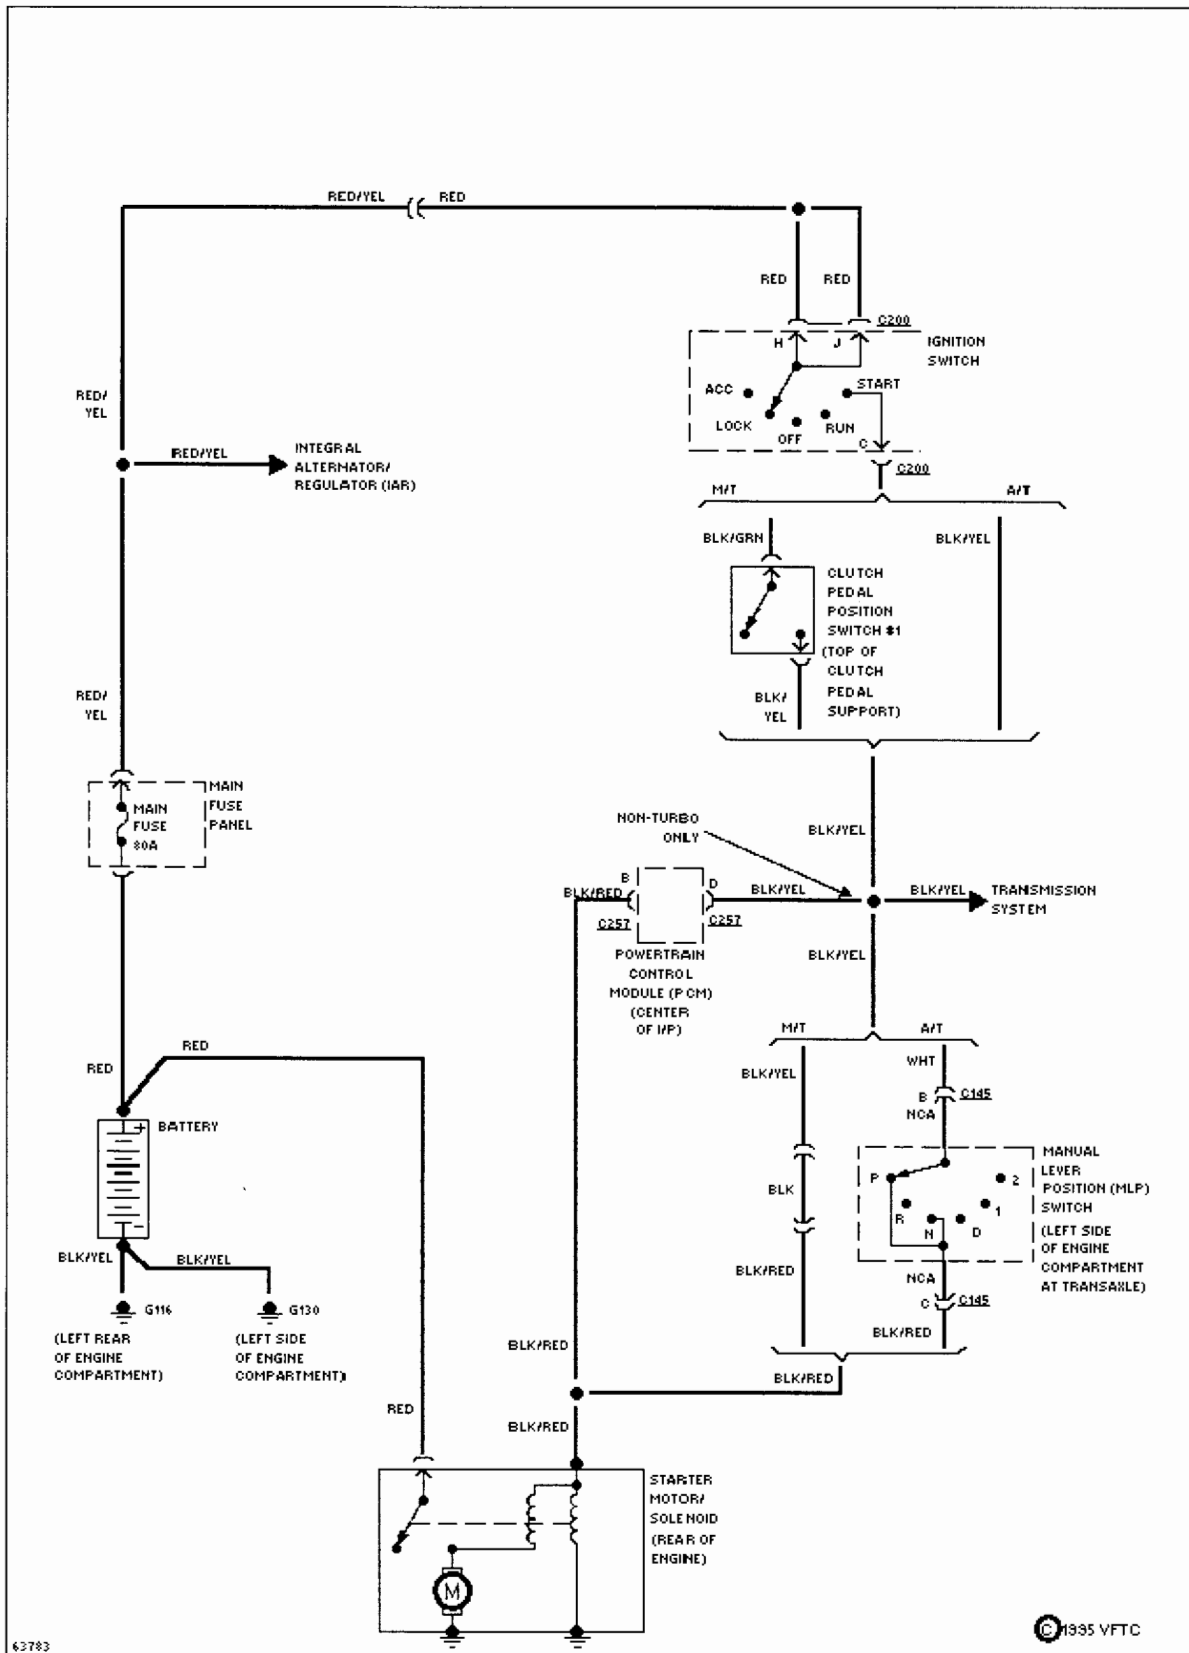 RED/YEL RED
RED RED
C200
H J
IGNITION
SWITCH
ACC
START
LOCK
OFF
RUN
C
C200
RED/
YEL
RED/YEL
INTEGRAL
ALTERNATOR/
REGULATOR (IAR)
M/T A/T
BLK/GRN
BLK/YEL
CLUTCH
PEDAL
POSITION
SWITCH #1
(TOP OF
CLUTCH
PEDAL
SUPPORT)
BLK/
YEL
RED/
YEL
MAIN
FUSE
PANEL
MAIN
FUSE
80A
NON-TURBO
ONLY
BLK/YEL
B
D
BLK/RED
BLK/YEL
BLK/YEL
TRANSMISSION
SYSTEM
C257
C257
POWERTRAIN
CONTROL
MODULE (PCM)
(CENTER
OF I/P)
BLK/YEL
M/T A/T
RED
RED
BLK/YEL
WHT
B
C145
NCA
BATTERY
+
-
MANUAL
LEVER
POSITION (MLP)
SWITCH
(LEFT SIDE
OF ENGINE
COMPARTMENT
AT TRANSAXLE)
P
R
N
D
1
2
BLK
BLK/RED
NCA
C
C145
BLK/RED
BLK/YEL
BLK/YEL
G116
G130
(LEFT REAR
OF ENGINE
COMPARTMENT)
(LEFT SIDE
OF ENGINE
COMPARTMENT)
BLK/RED
BLK/RED
RED
BLK/RED
STARTER
MOTOR/
SOLENOID
(REAR OF
ENGINE)
M
63783
© 1995 VFTC